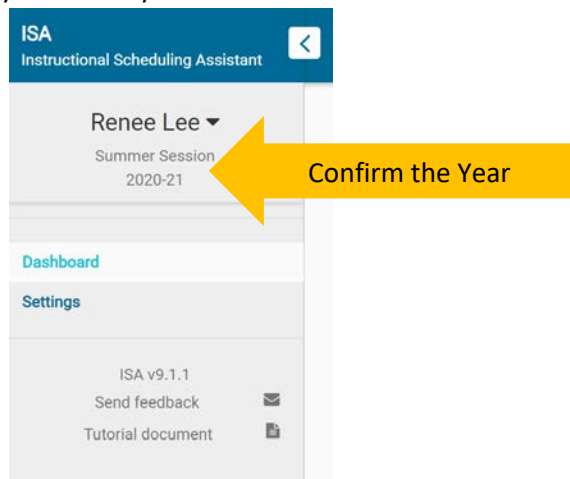 ISA
Instructional Scheduling Assistant
Renee Lee
Summer Session
2020-21
Confirm the Year
Dashboard
Settings
ISA v9.1.1
Send feedback
Tutorial document